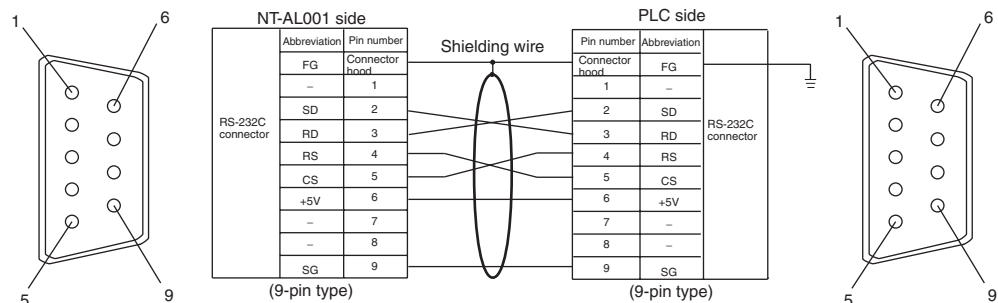 1
6
5
9
NT-AL001 side
RS-232C connector
Abbreviation Pin number
FG Connector hood
– 1
SD 2
RD 3
RS 4
CS 5
+5V 6
– 7
– 8
SG 9
(9-pin type)
Shielding wire
PLC side
Pin number Abbreviation
Connector hood FG
1 –
2 SD
3 RD
4 RS
5 CS
6 +5V
7 –
8 –
9 SG
RS-232C connector
(9-pin type)
1
6
5
9